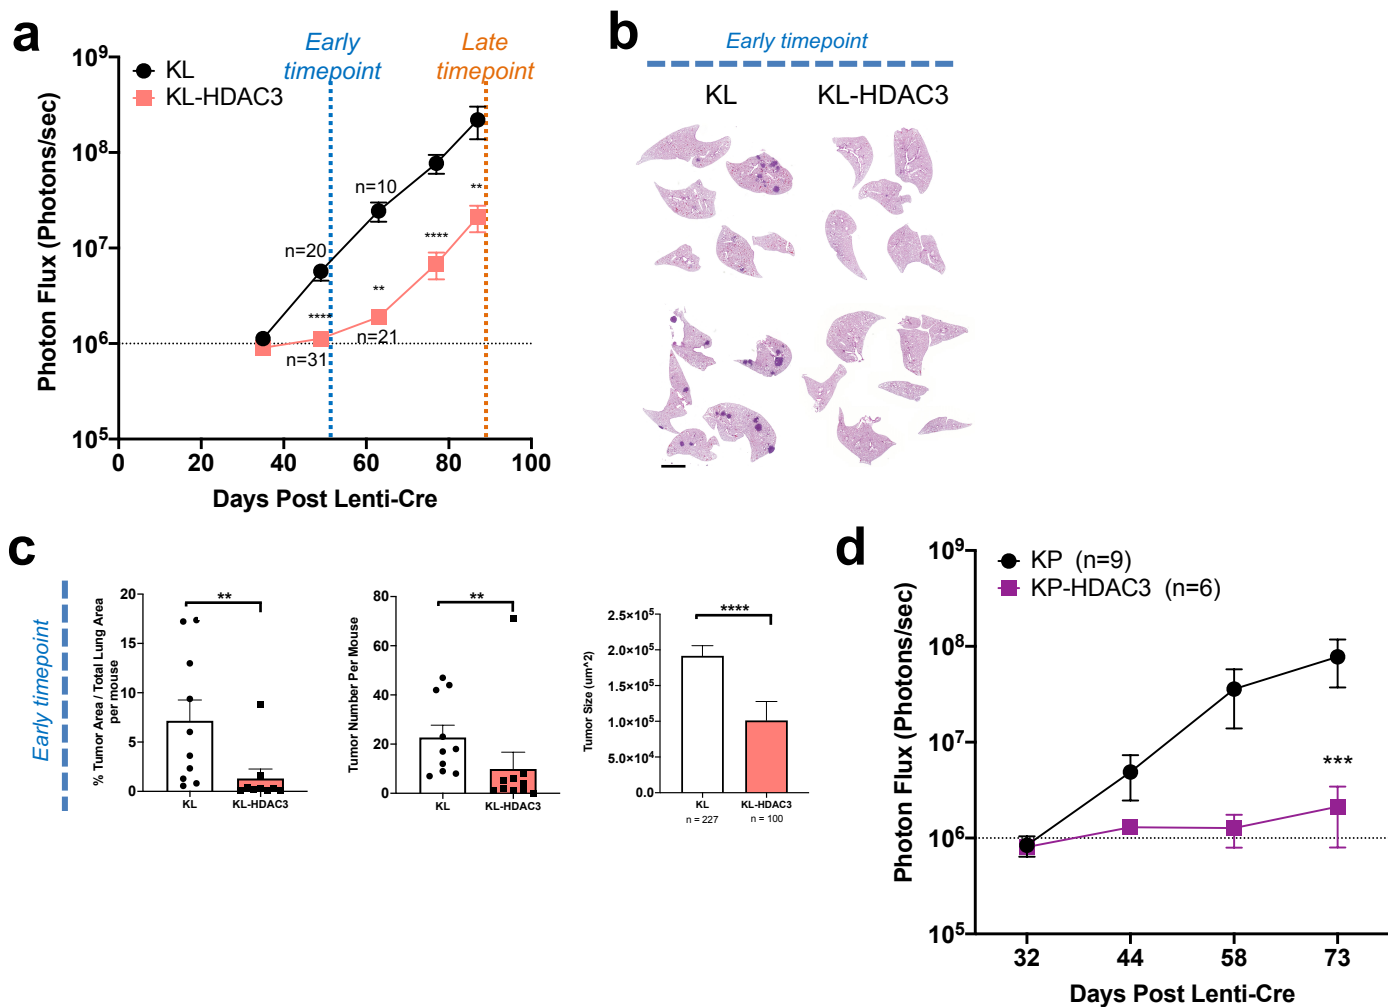 a
Early timepoint
Late timepoint
KL
KL-HDAC3
10⁹
10⁸
10⁷
10⁶
10⁵
Photon Flux (Photons/sec)
n=20
n=10
n=31
n=21
****
**
****
**
0 20 40 60 80 100
Days Post Lenti-Cre
b
Early timepoint
KL KL-HDAC3
c
Early timepoint
% Tumor Area / Total Lung Area
per mouse
20
15
10
5
0
**
KL KL-HDAC3
Tumor Number Per Mouse
80
60
40
20
0
**
KL KL-HDAC3
Tumor Size (um^2)
2.5×10⁵
2.0×10⁵
1.5×10⁵
1.0×10⁵
5.0×10⁴
0.0
****
KL KL-HDAC3
n = 227 n = 100
d
KP (n=9)
KP-HDAC3 (n=6)
Photon Flux (Photons/sec)
10⁹
10⁸
10⁷
10⁶
10⁵
***
32 44 58 73
Days Post Lenti-Cre